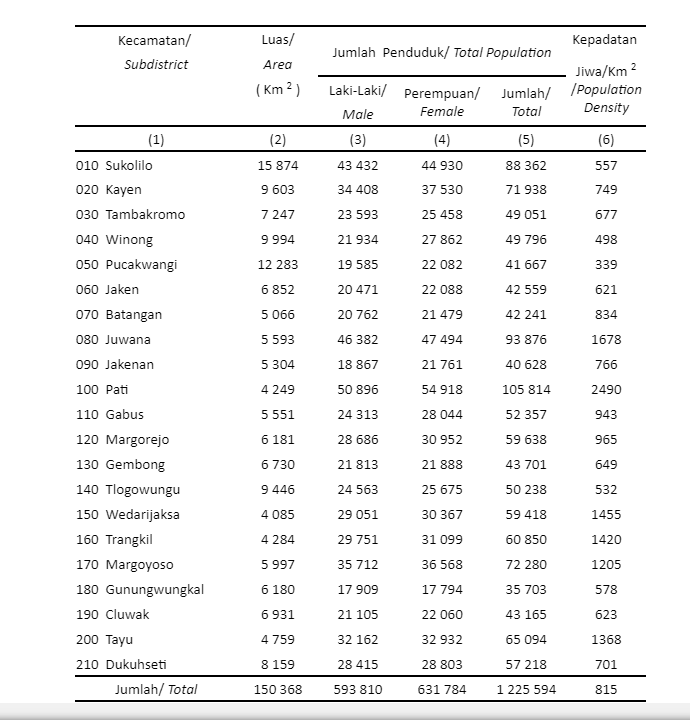 Kecamatan/ Luas/ Jumlah Penduduk/ Total Population Kepadatan
Subdistrict Area Jiwa/Km 2
( Km 2 ) Laki-Laki/ Perempuan/ Jumlah/ /Population
Male Female Total Density
(1) (2) (3) (4) (5) (6)
010 Sukolilo 15 874 43 432 44 930 88 362 557
020 Kayen 9 603 34 408 37 530 71 938 749
030 Tambakromo 7 247 23 593 25 458 49 051 677
040 Winong 9 994 21 934 27 862 49 796 498
050 Pucakwangi 12 283 19 585 22 082 41 667 339
060 Jaken 6 852 20 471 22 088 42 559 621
070 Batangan 5 066 20 762 21 479 42 241 834
080 Juwana 5 593 46 382 47 494 93 876 1678
090 Jakenan 5 304 18 867 21 761 40 628 766
100 Pati 4 249 50 896 54 918 105 814 2490
110 Gabus 5 551 24 313 28 044 52 357 943
120 Margorejo 6 181 28 686 30 952 59 638 965
130 Gembong 6 730 21 813 21 888 43 701 649
140 Tlogowungu 9 446 24 563 25 675 50 238 532
150 Wedarijaksa 4 085 29 051 30 367 59 418 1455
160 Trangkil 4 284 29 751 31 099 60 850 1420
170 Margoyoso 5 997 35 712 36 568 72 280 1205
180 Gunungwungkal 6 180 17 909 17 794 35 703 578
190 Cluwak 6 931 21 105 22 060 43 165 623
200 Tayu 4 759 32 162 32 932 65 094 1368
210 Dukuhseti 8 159 28 415 28 803 57 218 701
Jumlah/ Total 150 368 593 810 631 784 1 225 594 815